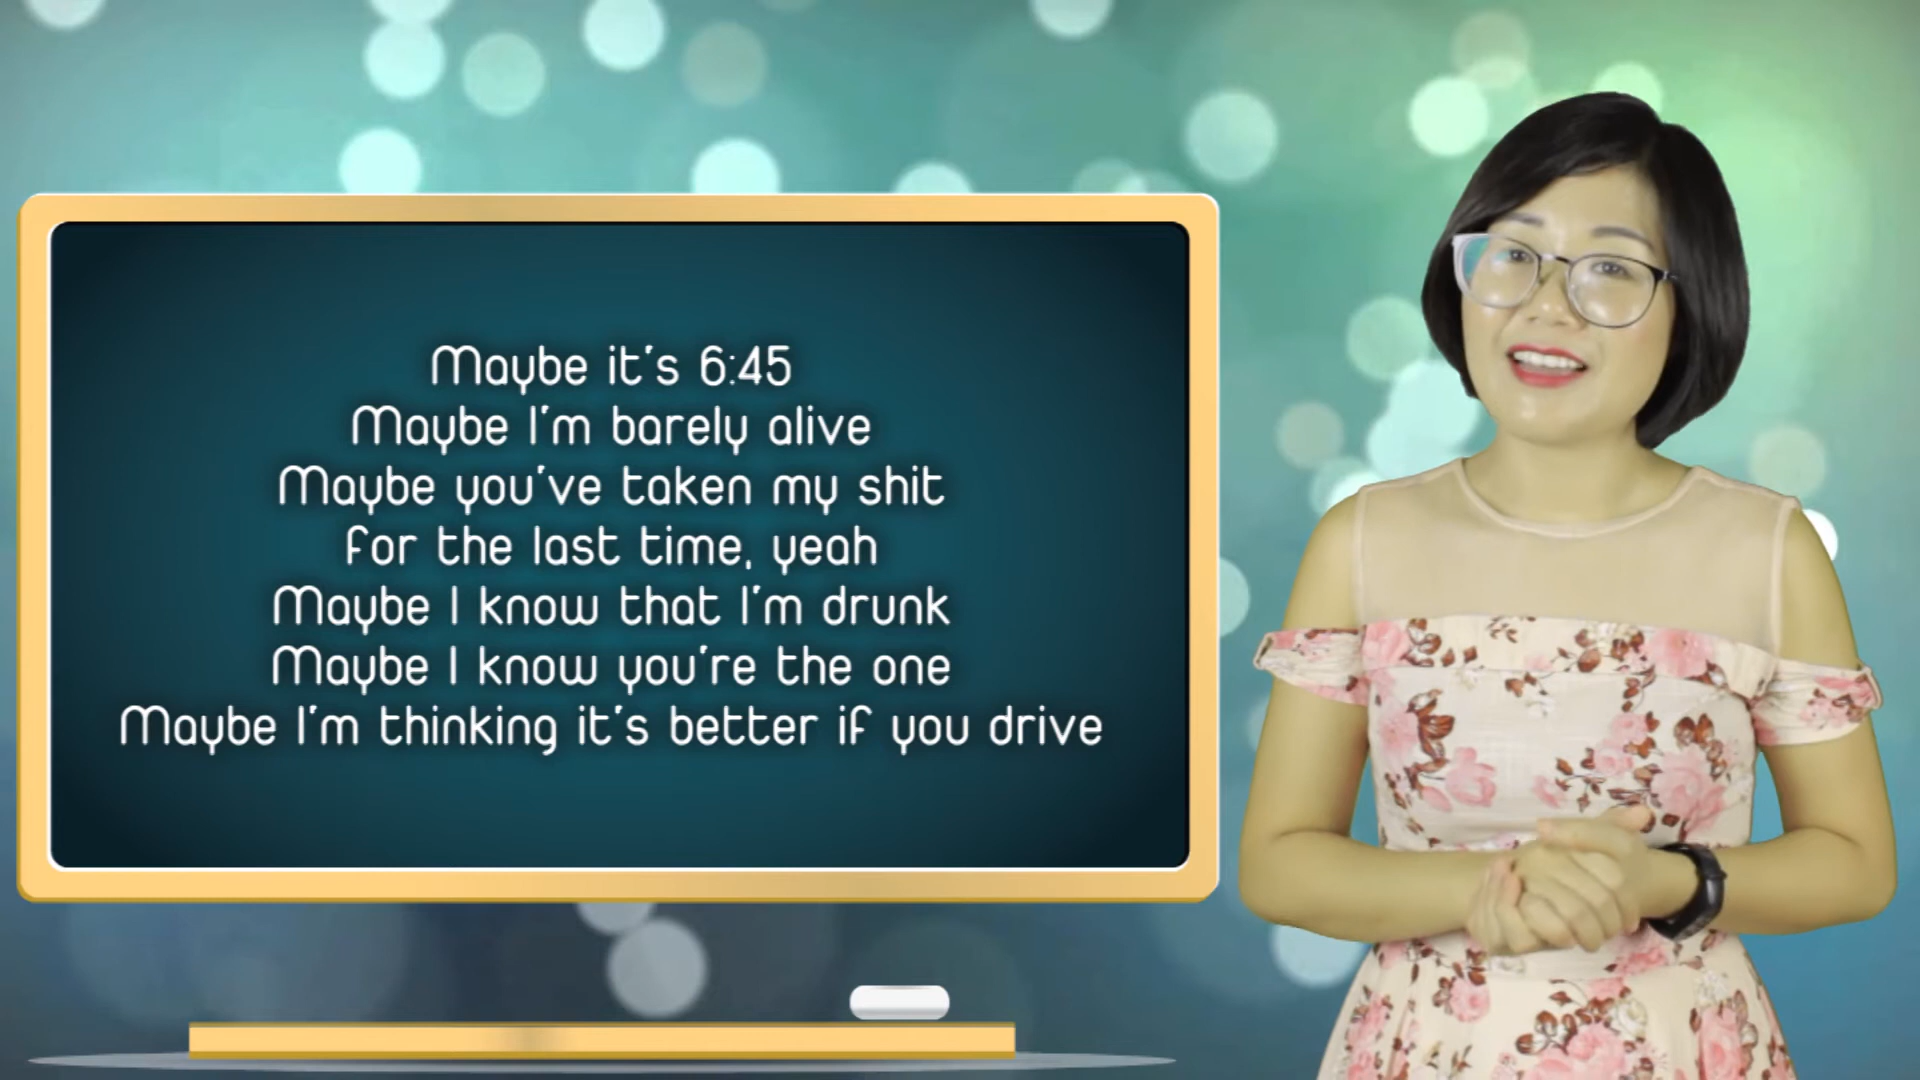 Maybe it's 6:45
Maybe I'm barely alive
Maybe you've taken my shit
for the last time, yeah
Maybe I know that I'm drunk
Maybe I know you're the one
Maybe I'm thinking it's better if you drive